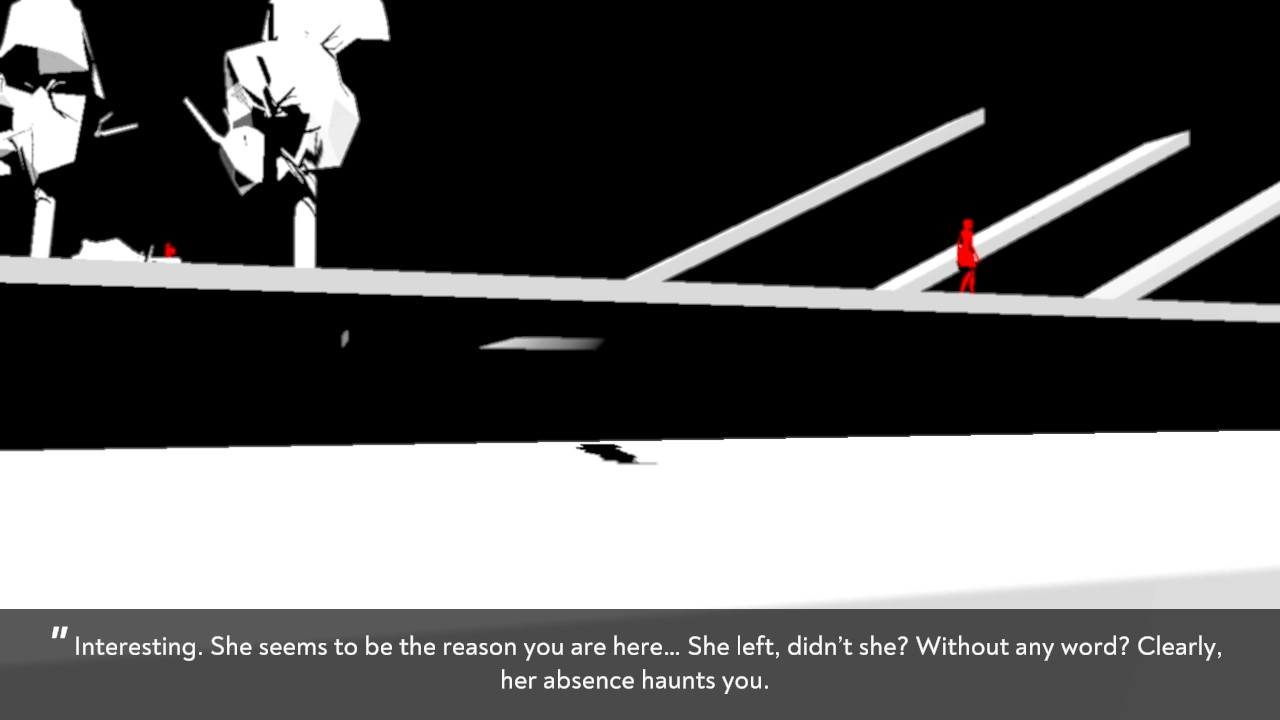 " Interesting. She seems to be the reason you are here... She left, didn’t she? Without any word? Clearly,
her absence haunts you.